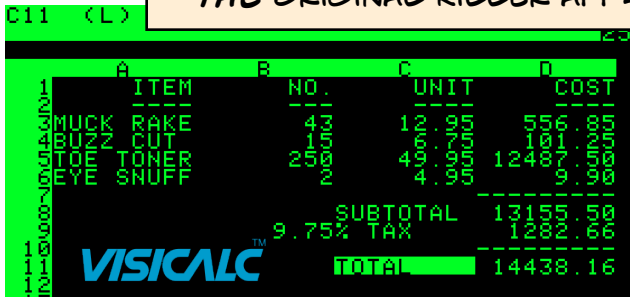 THE ORIGINAL KILLER APP
C11 (L)
25
A B C D
1 ITEM NO. UNIT COST
2 ---- --- ---- ----
3 MUCK RAKE 43 12.95 556.85
4 BUZZ CUT 15 6.75 101.25
5 TOE TONER 250 49.95 12487.50
6 EYE SNUFF 2 4.95 9.90
7 ---------
8 SUBTOTAL 13155.50
9 9.75% TAX 1282.66
10 ---------
11 TOTAL 14438.16
12
VISICALC TM